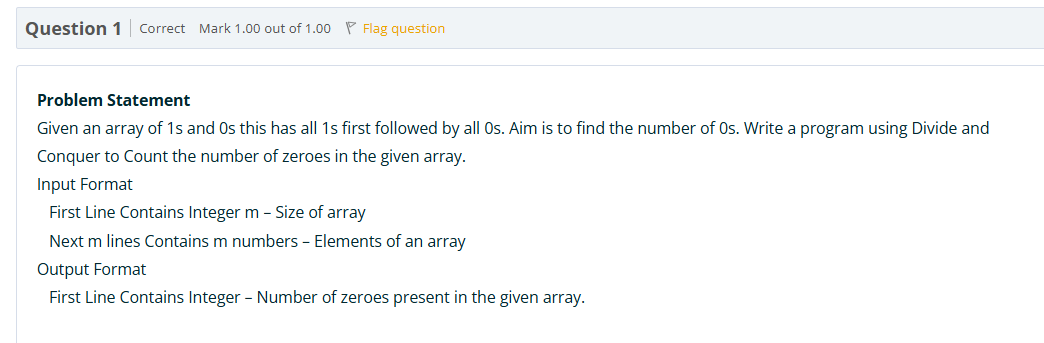 Question 1 Correct Mark 1.00 out of 1.00 Flag question
Problem Statement
Given an array of 1s and 0s this has all 1s first followed by all 0s. Aim is to find the number of 0s. Write a program using Divide and
Conquer to Count the number of zeroes in the given array.
Input Format
First Line Contains Integer m – Size of array
Next m lines Contains m numbers – Elements of an array
Output Format
First Line Contains Integer – Number of zeroes present in the given array.